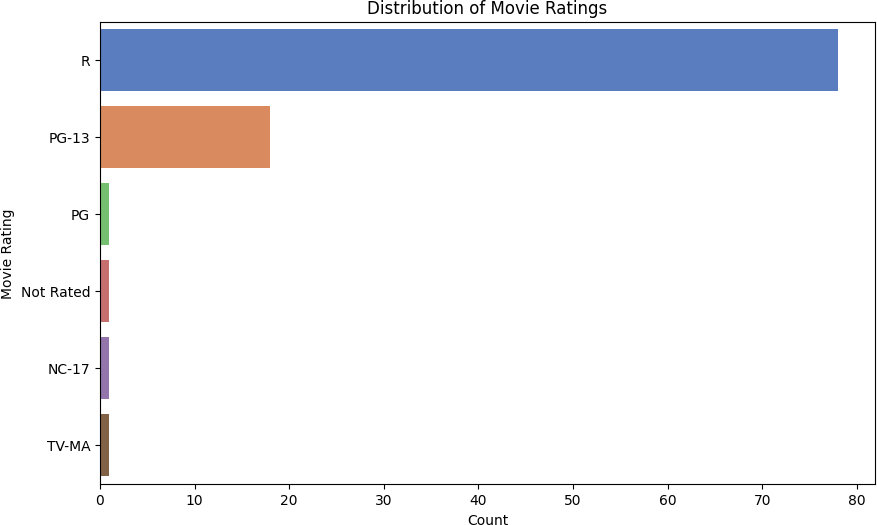 Distribution of Movie Ratings
Movie Rating
R
PG-13
PG
Not Rated
NC-17
TV-MA
0 10 20 30 40 50 60 70 80
Count